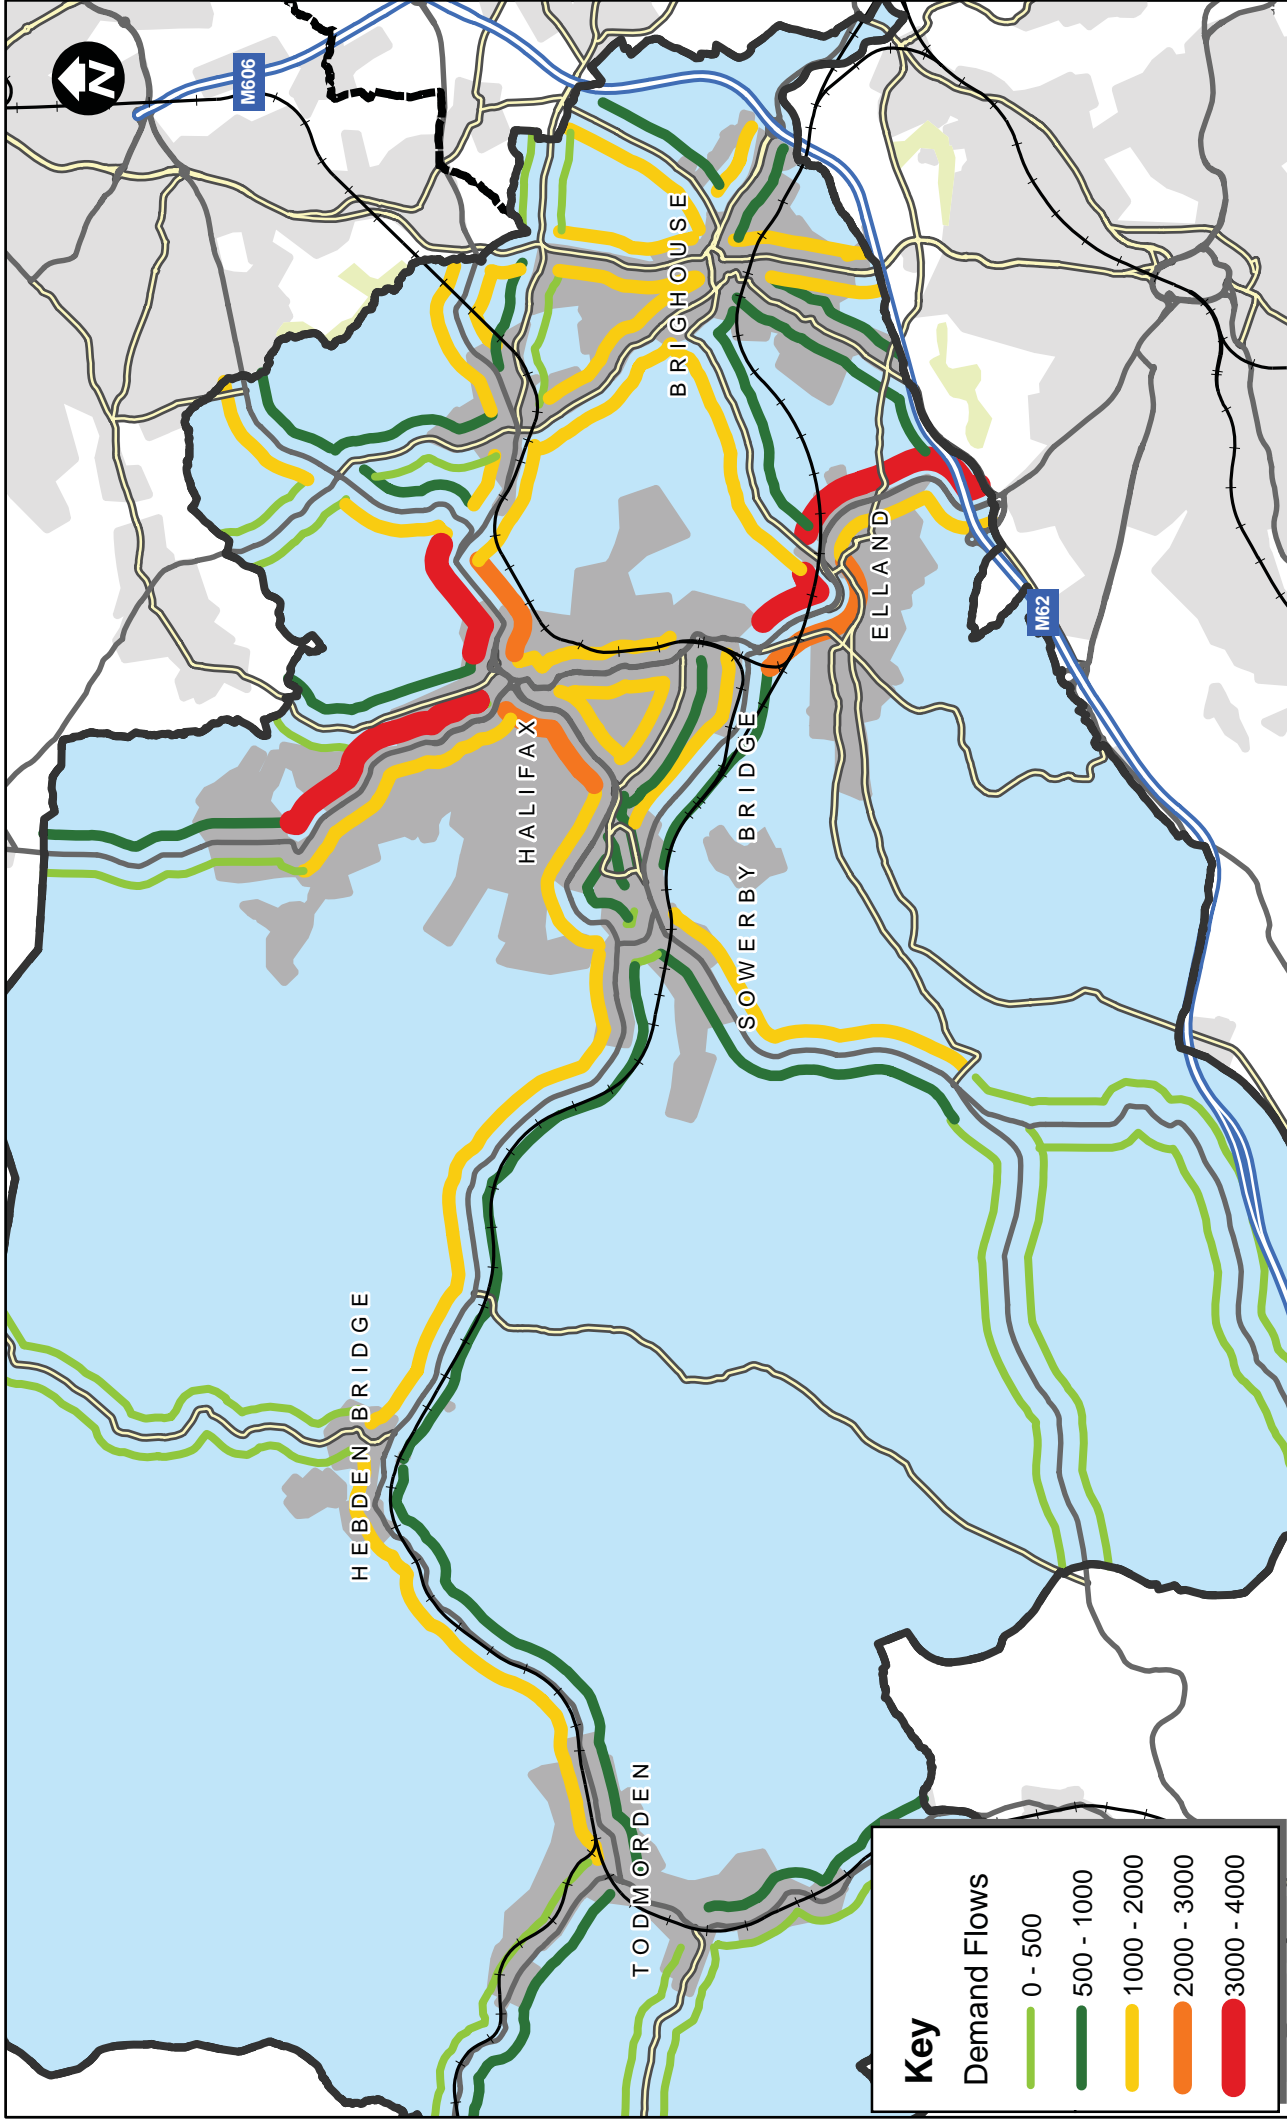 N
M606
BRIGHOUSE
HALIFAX
ELLAND
M62
SOWERBY BRIDGE
HEBDEN BRIDGE
TODMORDEN
Key
Demand Flows
0 - 500
500 - 1000
1000 - 2000
2000 - 3000
3000 - 4000